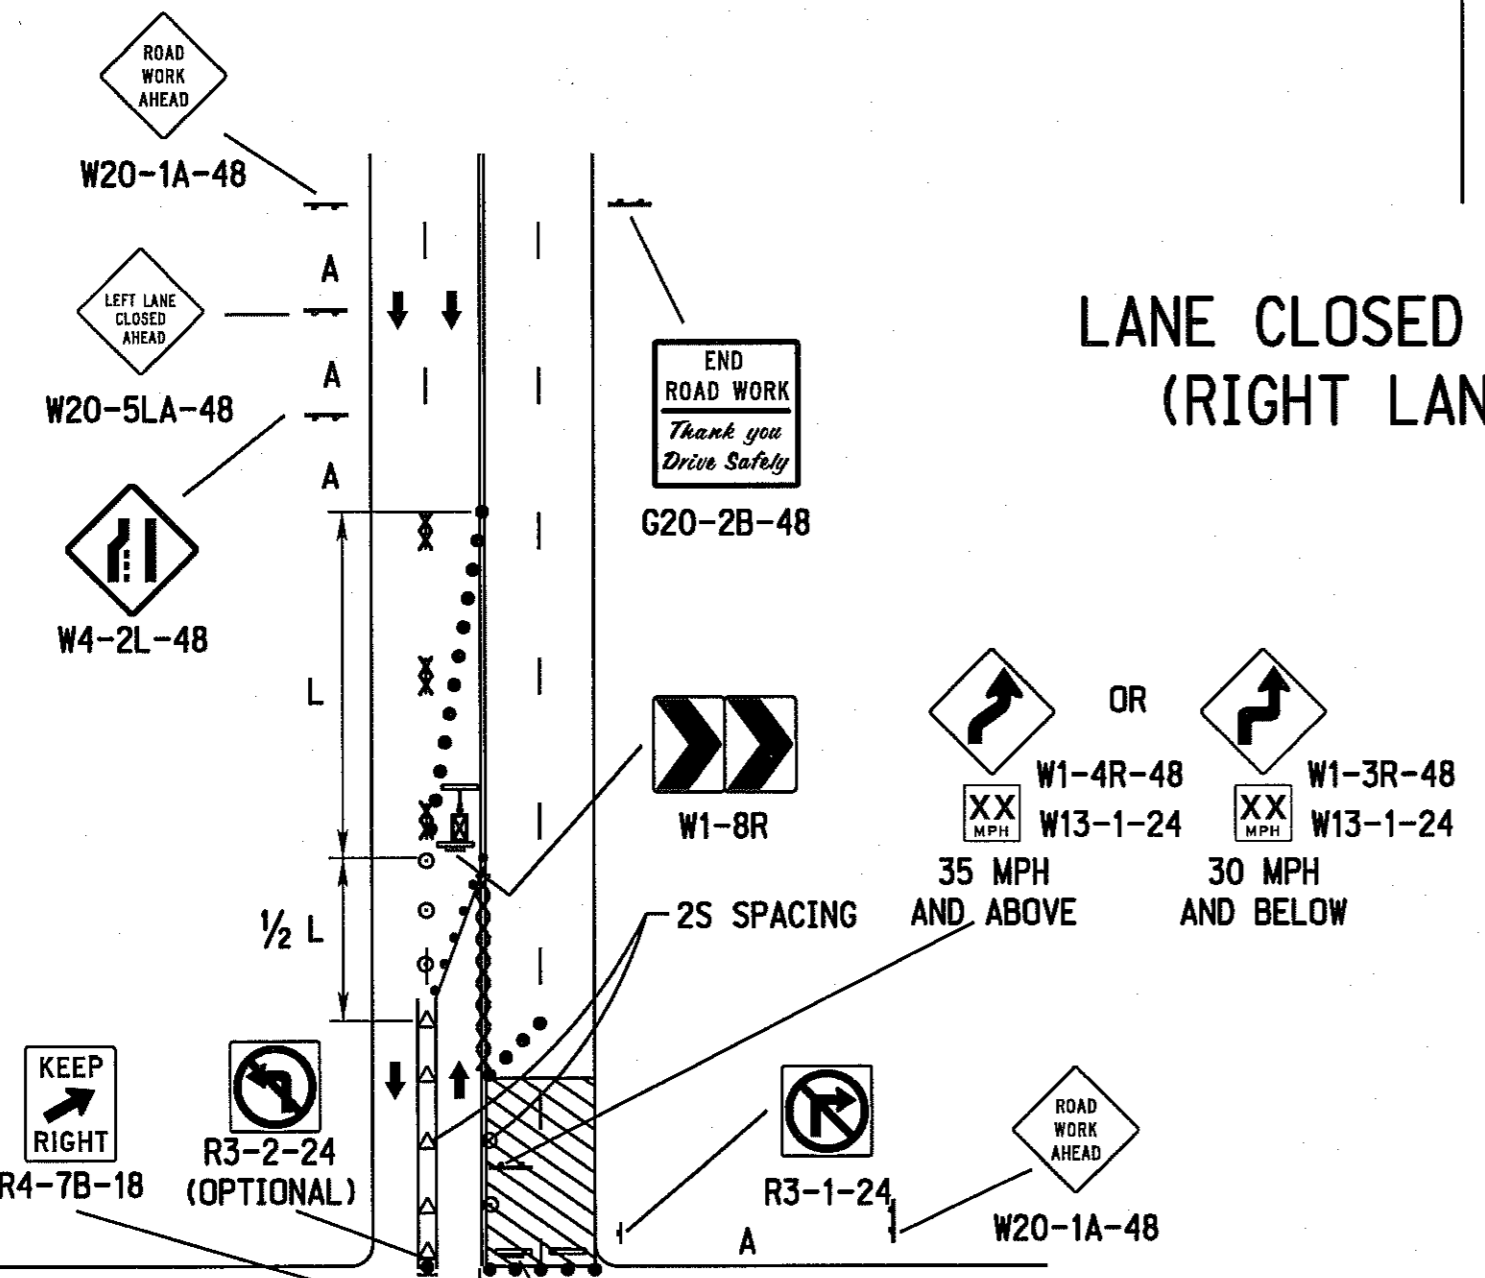 ROAD
WORK
AHEAD
W20-1A-48
A
LEFT LANE
CLOSED
AHEAD
W20-5LA-48
A
A
W4-2L-48
END
ROAD WORK
Thank you
Drive Safely
G20-2B-48
LANE CLOSED
(RIGHT LAN
L
½ L
W1-8R
2S SPACING
W1-4R-48
XX
MPH
W13-1-24
35 MPH
AND ABOVE
OR
W1-3R-48
XX
MPH
W13-1-24
30 MPH
AND BELOW
KEEP
RIGHT
R4-7B-18
R3-2-24
(OPTIONAL)
R3-1-24
A
ROAD
WORK
AHEAD
W20-1A-48